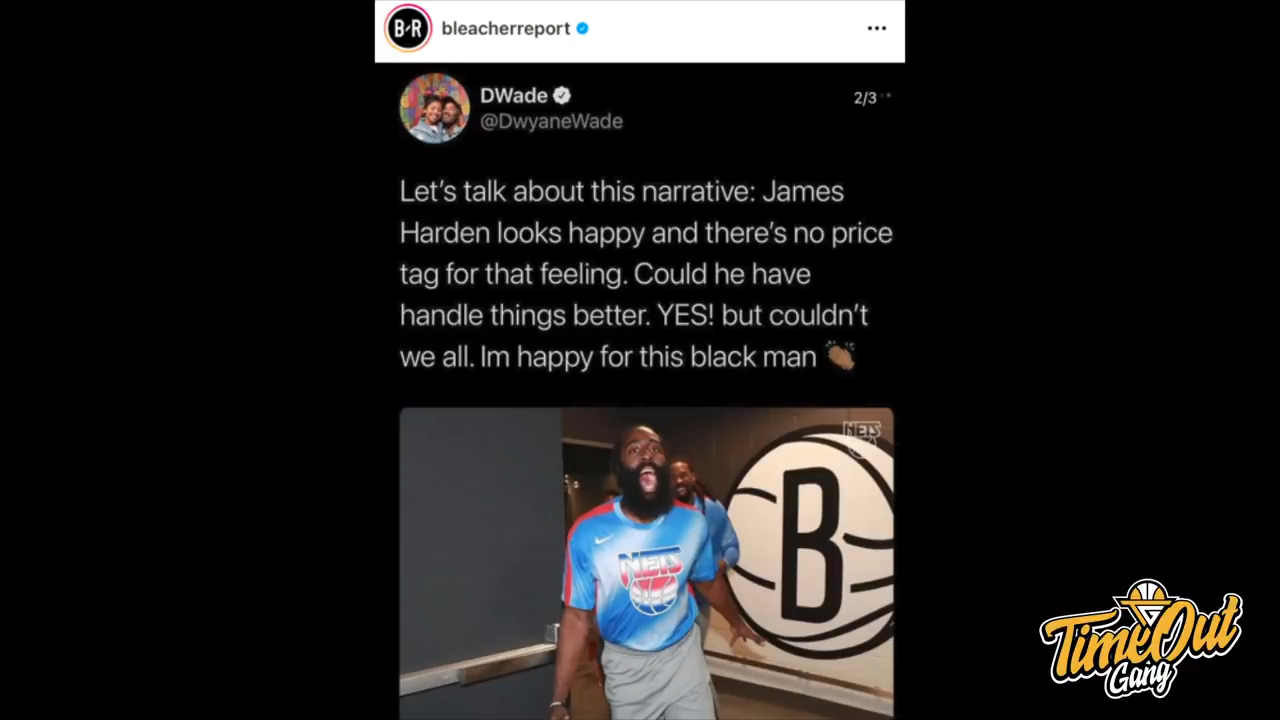 B/R bleacherreport
DWade
@DwyaneWade
2/3
Let's talk about this narrative: James
Harden looks happy and there's no price
tag for that feeling. Could he have
handle things better. YES! but couldn't
we all. Im happy for this black man
NETS
B
NETS
TimeOut
Gang